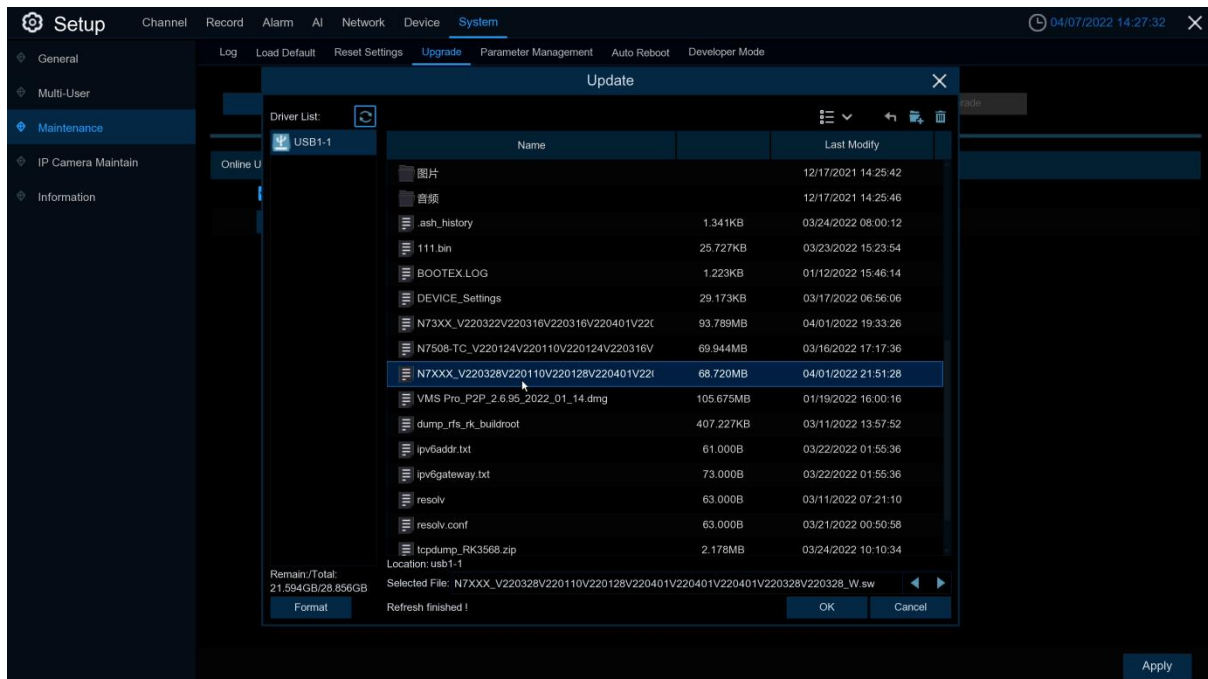 Setup Channel Record Alarm AI Network Device System 04/07/2022 14:27:32
General
Multi-User
Maintenance
IP Camera Maintain
Information
Log Load Default Reset Settings Upgrade Parameter Management Auto Reboot Developer Mode
Online U
Update
Driver List:
USB1-1
Name Last Modify
图片 12/17/2021 14:25:42
音频 12/17/2021 14:25:46
.ash_history 1.341KB 03/24/2022 08:00:12
111.bin 25.727KB 03/23/2022 15:23:54
BOOTEX.LOG 1.223KB 01/12/2022 15:46:14
DEVICE_Settings 29.173KB 03/17/2022 06:56:06
N73XX_V220322V220316V220316V220401V22( 93.789MB 04/01/2022 19:33:26
N7508-TC_V220124V220110V220124V220316V 69.944MB 03/16/2022 17:17:36
N7XXX_V220328V220110V220128V220401V22( 68.720MB 04/01/2022 21:51:28
VMS Pro_P2P_2.6.95_2022_01_14.dmg 105.675MB 01/19/2022 16:00:16
dump_rfs_rk_buildroot 407.227KB 03/11/2022 13:57:52
ipv6addr.txt 61.000B 03/22/2022 01:55:36
ipv6gateway.txt 73.000B 03/22/2022 01:55:36
resolv 63.000B 03/11/2022 07:21:10
resolv.conf 63.000B 03/21/2022 00:50:58
tcpdump_RK3568.zip 2.178MB 03/24/2022 10:10:34
Location: usb1-1
Remain:/Total:
21.594GB/28.856GB
Selected File: N7XXX_V220328V220110V220128V220401V220401V220401V220328V220328_W.sw
Format Refresh finished ! OK Cancel
Apply